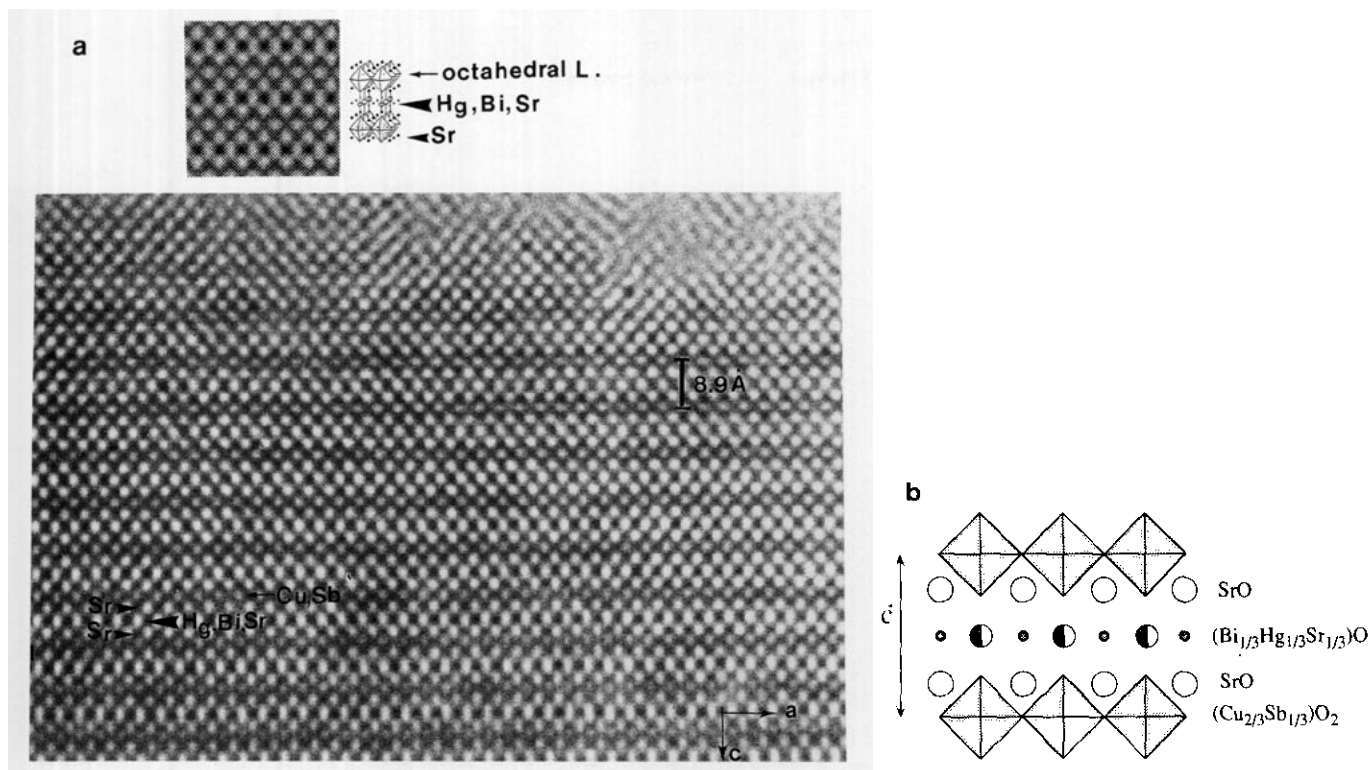 a
octahedral L.
Hg,Bi,Sr
Sr
8.9Å
Cu,Sb
Sr
Hg,Bi,Sr
Sr
a
c
b
c
SrO
(Bi1/3Hg1/3Sr1/3)O
SrO
(Cu2/3Sb1/3)O2